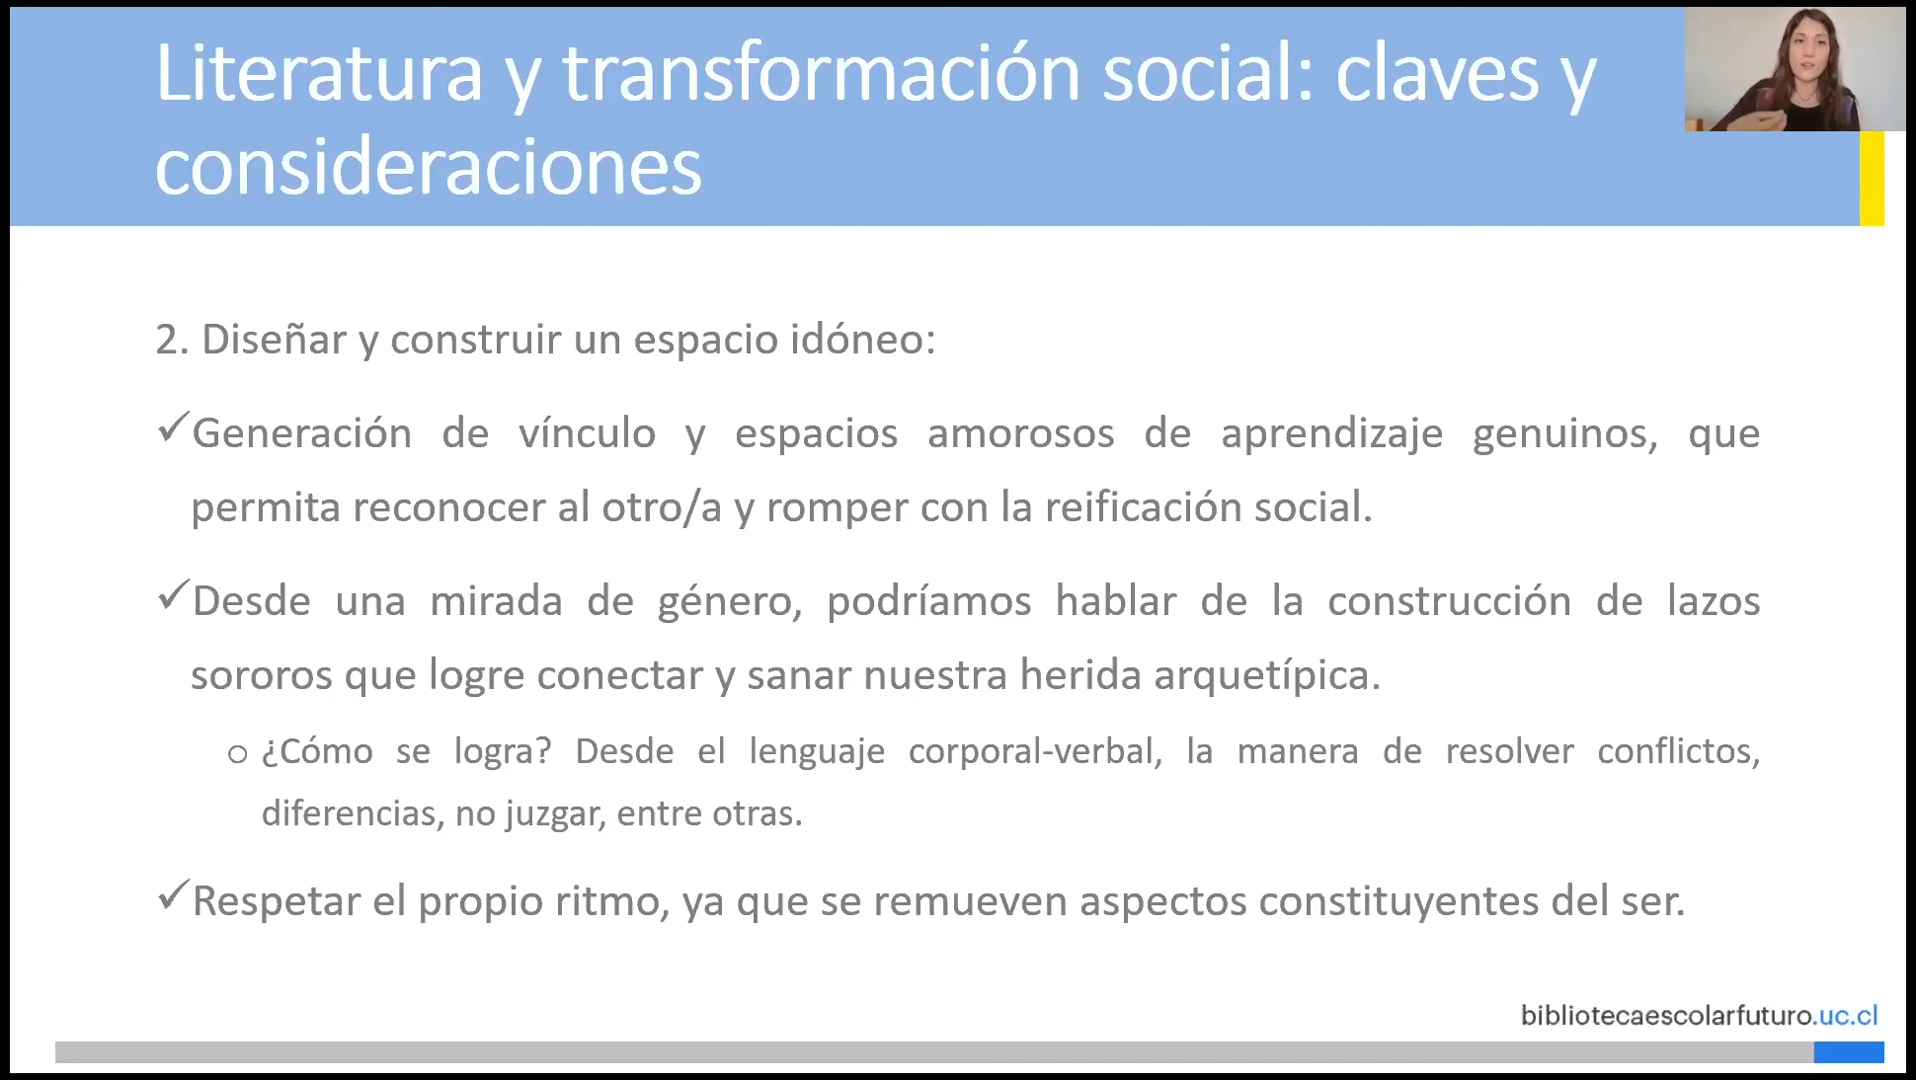 Literatura y transformación social: claves y
consideraciones
2. Diseñar y construir un espacio idóneo:
✓Generación de vínculo y espacios amorosos de aprendizaje genuinos, que
permita reconocer al otro/a y romper con la reificación social.
✓Desde una mirada de género, podríamos hablar de la construcción de lazos
sororos que logre conectar y sanar nuestra herida arquetípica.
○ ¿Cómo se logra? Desde el lenguaje corporal-verbal, la manera de resolver conflictos,
diferencias, no juzgar, entre otras.
✓Respetar el propio ritmo, ya que se remueven aspectos constituyentes del ser.
bibliotecaescolarfuturo.uc.cl